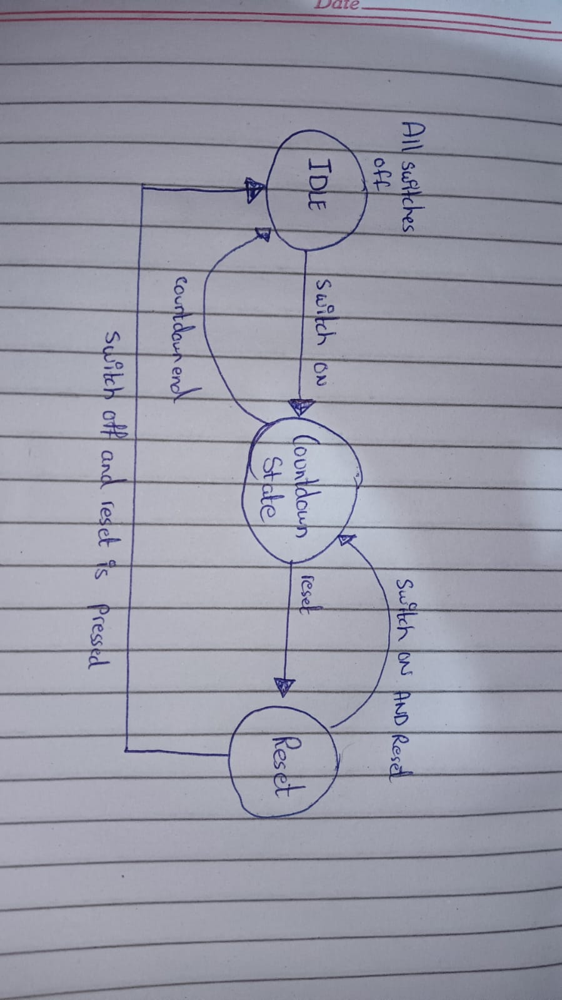 Date
All switches
off
IDLE
Switch ON
countdown end
Countdown
State
reset
Switch ON AND Reset
Reset
Switch off and reset is pressed